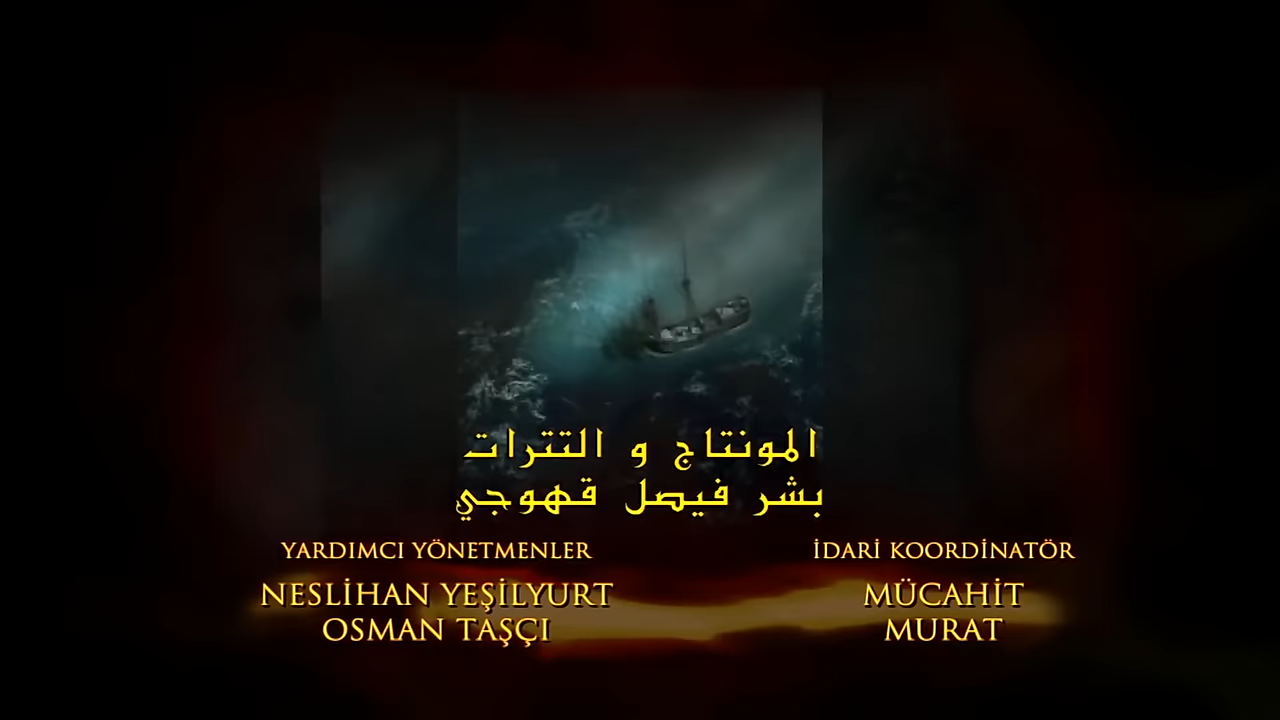 المونتاج و التترات
بشر فيصل قهوجي
YARDIMCI YÖNETMENLER
NESLİHAN YEŞİLYURT
OSMAN TAŞÇI
İDARİ KOORDİNATÖR
MÜCAHİT
MURAT